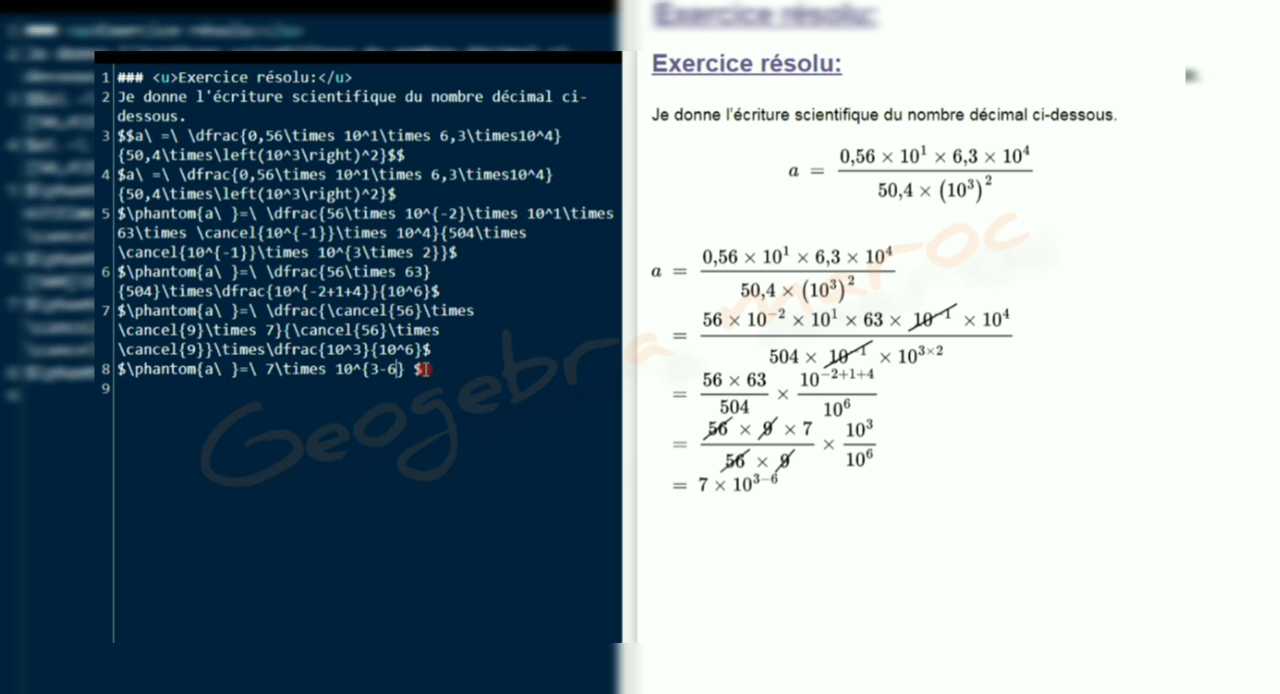 Exercice résolu:
1 ### <u>Exercice résolu:</u>
2 Je donne l'écriture scientifique du nombre décimal ci-
dessous.
3 $$a\ =\ \dfrac{0,56\times 10^1\times 6,3\times10^4}
{50,4\times\left(10^3\right)^2}$$
4 $a\ =\ \dfrac{0,56\times 10^1\times 6,3\times10^4}
{50,4\times\left(10^3\right)^2}$
5 $\phantom{a\ }=\ \dfrac{56\times 10^{-2}\times 10^1\times
63\times \cancel{10^{-1}}\times 10^4}{504\times
\cancel{10^{-1}}\times 10^{3\times 2}}$
6 $\phantom{a\ }=\ \dfrac{56\times 63}
{504}\times\dfrac{10^{-2+1+4}}{10^6}$
7 $\phantom{a\ }=\ \dfrac{\cancel{56}\times
\cancel{9}\times 7}{\cancel{56}\times
\cancel{9}}\times\dfrac{10^3}{10^6}$
8 $\phantom{a\ }=\ 7\times 10^{3-6} $
9
Exercice résolu:
Je donne l'écriture scientifique du nombre décimal ci-dessous.
a = 0,56 × 10¹ × 6,3 × 10⁴
50,4 × (10³)²
a = 0,56 × 10¹ × 6,3 × 10⁴
50,4 × (10³)²
= 56 × 10⁻² × 10¹ × 63 × 10⁻¹ × 10⁴
504 × 10⁻¹ × 10³ˣ²
= 56 × 63 × 10⁻²⁺¹⁺⁴
504 10⁶
= 56 × 9 × 7 × 10³
56 × 9 10⁶
= 7 × 10³⁻⁶
Geogebra maroc